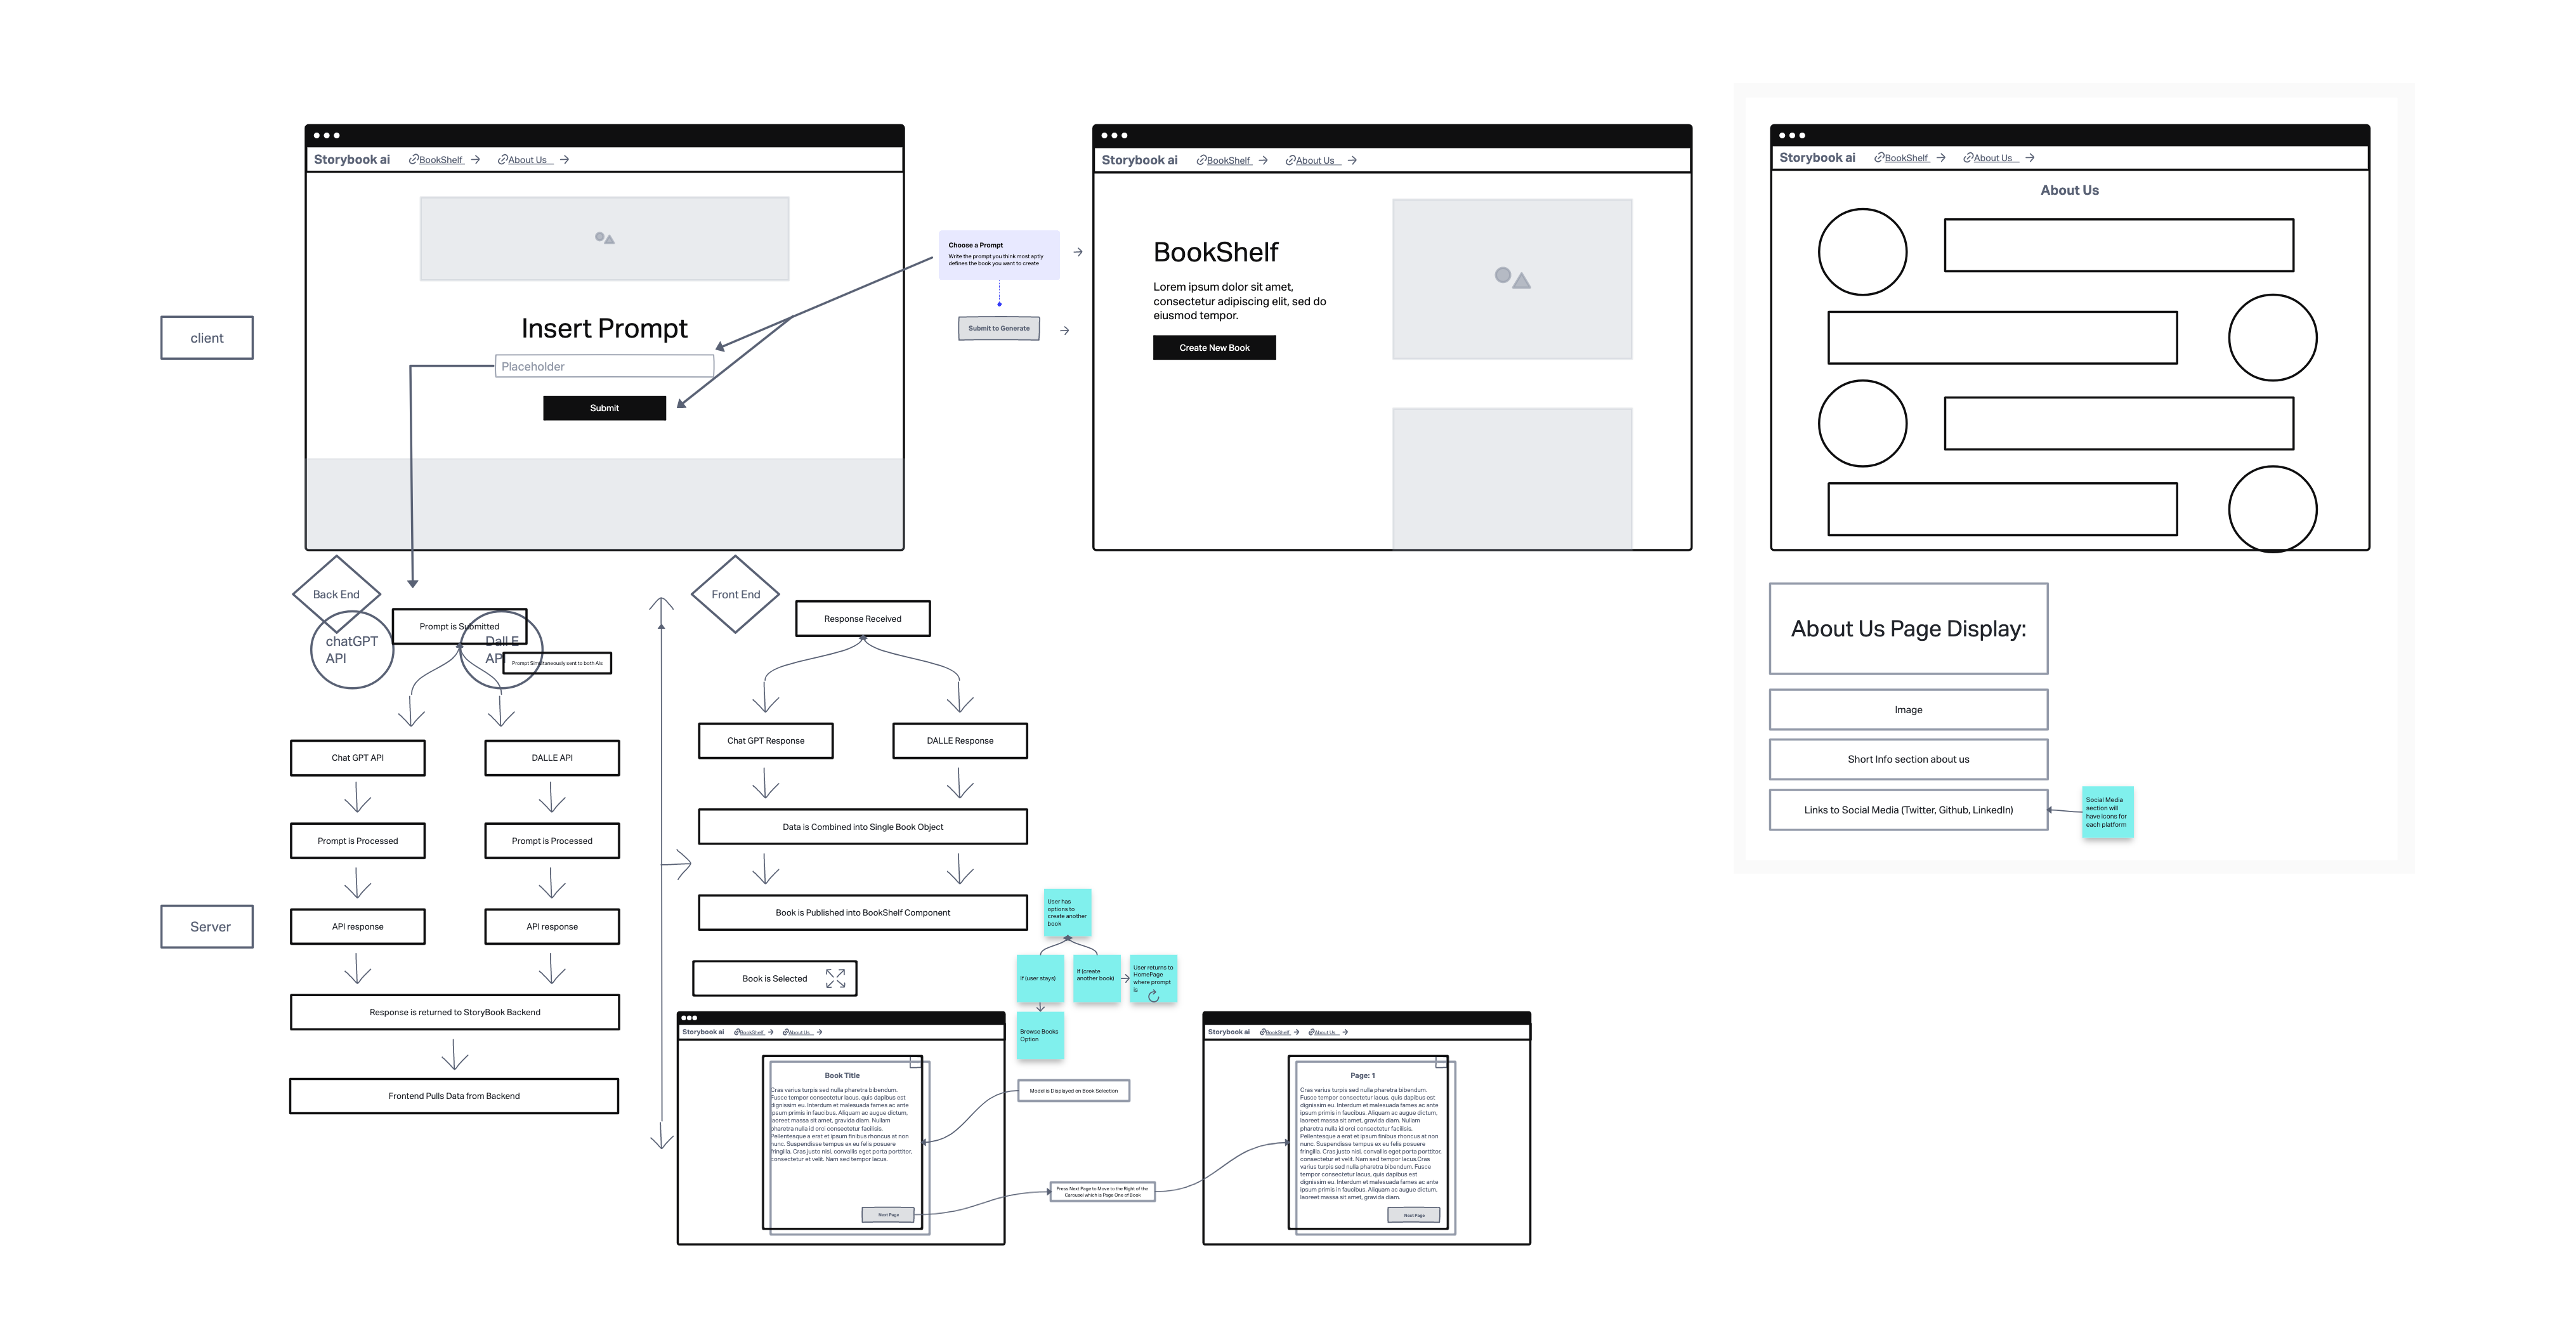 Storybook ai
BookShelf
About Us
Insert Prompt
Placeholder
Submit
Choose a Prompt
Write the prompt you think most aptly
defines the book you want to create
Submit to Generate
Storybook ai
BookShelf
About Us
BookShelf
Lorem ipsum dolor sit amet,
consectetur adipiscing elit, sed do
eiusmod tempor.
Create New Book
Storybook ai
BookShelf
About Us
About Us
About Us Page Display:
Image
Short Info section about us
Links to Social Media (Twitter, Github, LinkedIn)
Social Media
section will
have icons for
each platform
client
Server
Back End
chatGPT
API
Prompt is Submitted
DallE
API
Prompt Simultaneously sent to both AIs
Chat GPT API
DALLE API
Prompt is Processed
Prompt is Processed
API response
API response
Response is returned to StoryBook Backend
Frontend Pulls Data from Backend
Front End
Response Received
Chat GPT Response
DALLE Response
Data is Combined into Single Book Object
Book is Published into BookShelf Component
Book is Selected
User has
options to
create another
book
If (user stays)
If (create
another book)
User returns to
HomePage
where prompt
is
Browse Books
Option
Storybook ai
BookShelf
About Us
Book Title
Cras varius turpis sed nulla pharetra bibendum.
Fusce tempor consectetur lacus, quis dapibus est
dignissim eu. Interdum et malesuada fames ac ante
ipsum primis in faucibus. Aliquam ac augue dictum,
laoreet massa sit amet, gravida diam. Nullam
pharetra nulla id orci consectetur facilisis.
Pellentesque a erat et ipsum finibus rhoncus at non
nunc. Suspendisse tempus ex eu felis posuere
fringilla. Cras justo nisl, convallis eget porta porttitor,
consectetur et velit. Nam sed tempor lacus.
Next Page
Model is Displayed on Book Selection
Press Next Page to Move to the Right of the
Carousel which is Page One of Book
Storybook ai
BookShelf
About Us
Page: 1
Cras varius turpis sed nulla pharetra bibendum.
Fusce tempor consectetur lacus, quis dapibus est
dignissim eu. Interdum et malesuada fames ac ante
ipsum primis in faucibus. Aliquam ac augue dictum,
laoreet massa sit amet, gravida diam. Nullam
pharetra nulla id orci consectetur facilisis.
Pellentesque a erat et ipsum finibus rhoncus at non
nunc. Suspendisse tempus ex eu felis posuere
fringilla. Cras justo nisl, convallis eget porta porttitor,
consectetur et velit. Nam sed tempor lacus.Cras
varius turpis sed nulla pharetra bibendum. Fusce
tempor consectetur lacus, quis dapibus est
dignissim eu. Interdum et malesuada fames ac ante
ipsum primis in faucibus. Aliquam ac augue dictum,
laoreet massa sit amet, gravida diam.
Next Page